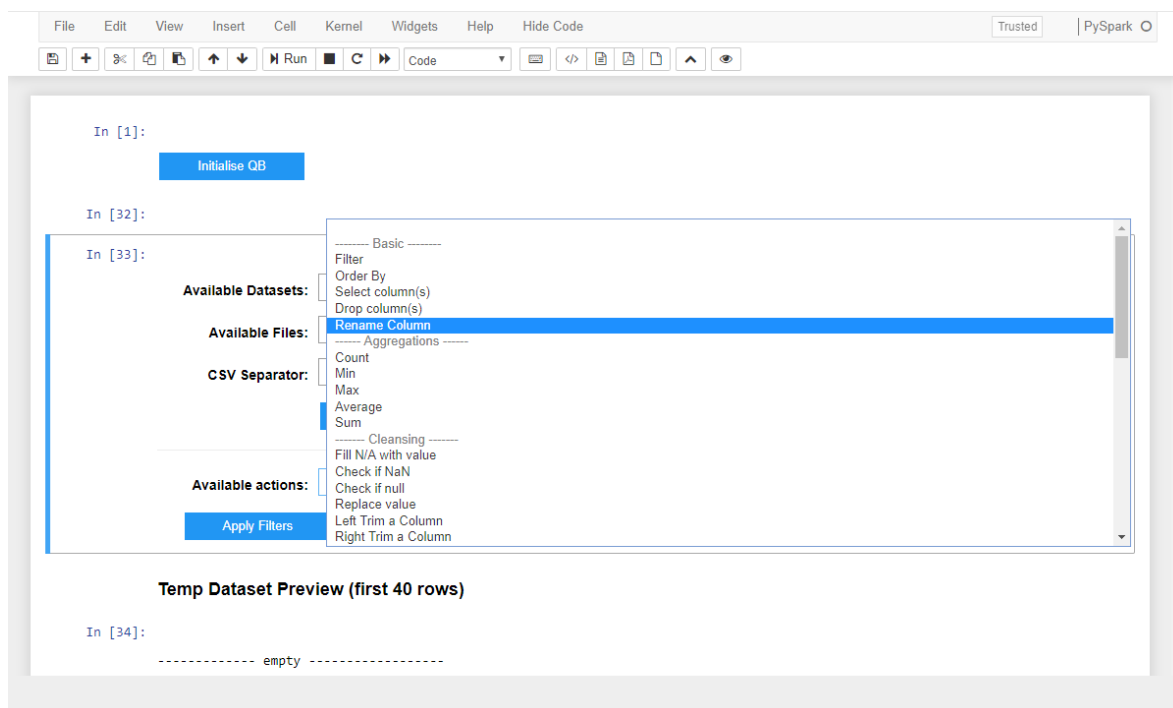 File Edit View Insert Cell Kernel Widgets Help Hide Code Trusted PySpark
Run Code
In [1]:
Initialise QB
In [32]:
In [33]:
Available Datasets:
Available Files:
CSV Separator:
Available actions:
Apply Filters
-------- Basic --------
Filter
Order By
Select column(s)
Drop column(s)
Rename Column
------ Aggregations ------
Count
Min
Max
Average
Sum
------- Cleansing -------
Fill N/A with value
Check if NaN
Check if null
Replace value
Left Trim a Column
Right Trim a Column
Temp Dataset Preview (first 40 rows)
In [34]:
------------- empty ------------------